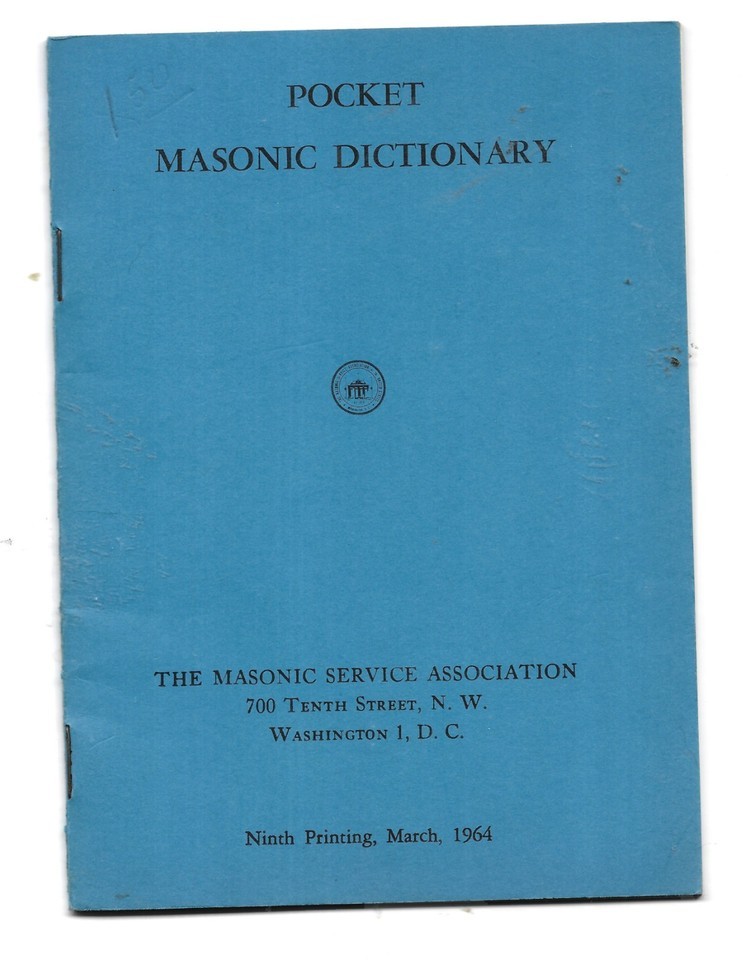 POCKET
MASONIC DICTIONARY
THE MASONIC SERVICE ASSOCIATION
700 TENTH STREET, N. W.
WASHINGTON 1, D. C.
Ninth Printing, March, 1964